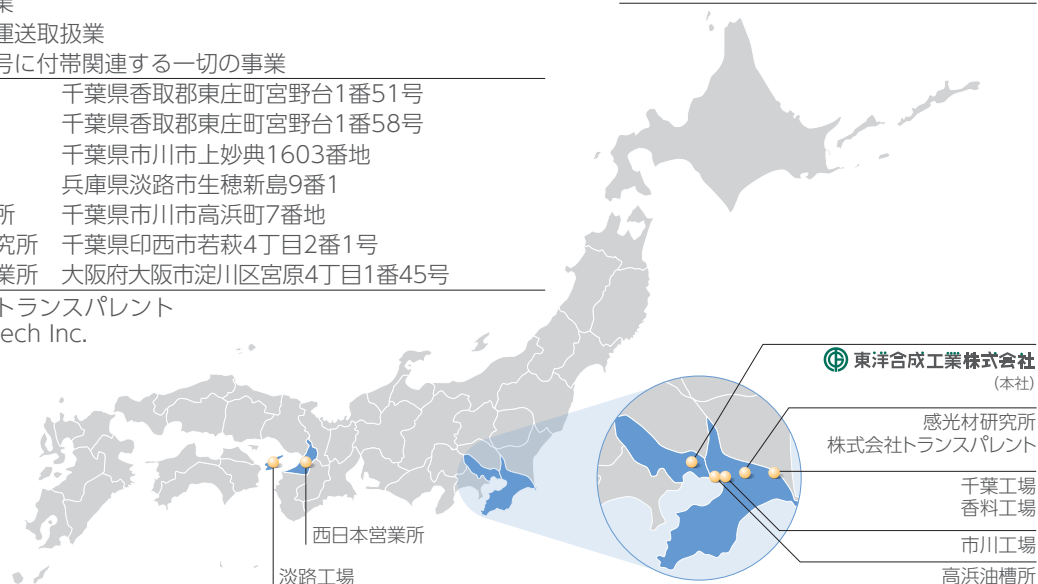 業
運送取扱業
号に付帯関連する一切の事業
千葉県香取郡東庄町宮野台1番51号
千葉県香取郡東庄町宮野台1番58号
千葉県市川市上妙典1603番地
兵庫県淡路市生穂新島9番1
所 千葉県市川市高浜町7番地
究所 千葉県印西市若萩4丁目2番1号
業所 大阪府大阪市淀川区宮原4丁目1番45号
トランスパレント
ech Inc.
東洋合成工業株式会社
(本社)
感光材研究所
株式会社トランスパレント
千葉工場
香料工場
市川工場
高浜油槽所
西日本営業所
淡路工場